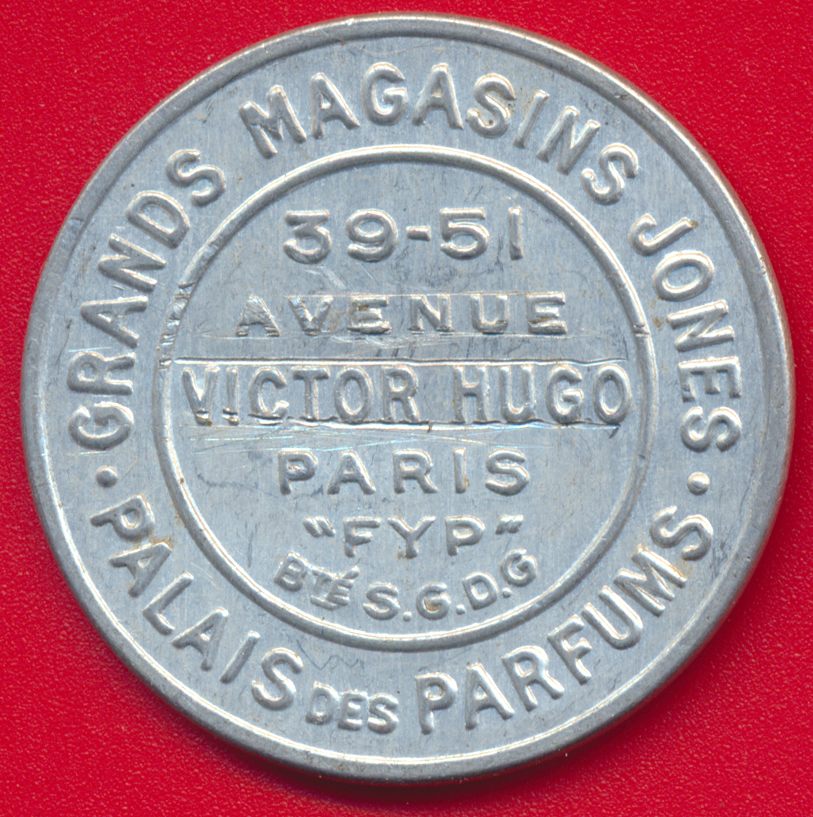 GRANDS MAGASINS JONES
39-51
AVENUE
VICTOR HUGO
PARIS
"FYP"
BTÉ S.G.D.G
· PALAIS DES PARFUMS ·